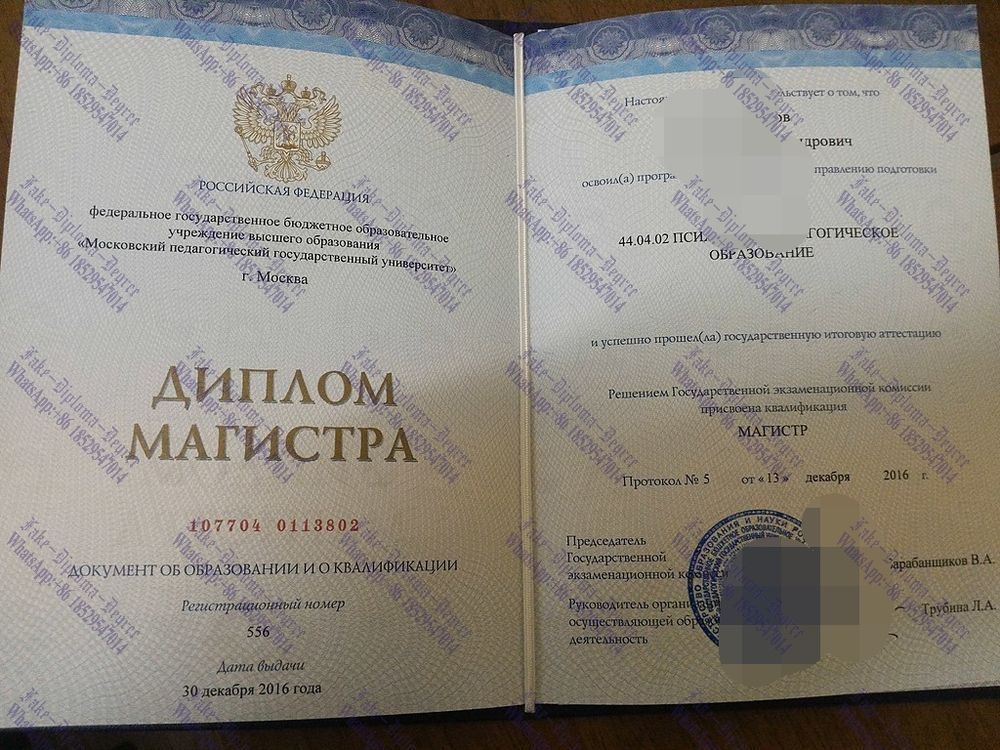 РОССИЙСКАЯ ФЕДЕРАЦИЯ
федеральное государственное бюджетное образовательное
учреждение высшего образования
«Московский педагогический государственный университет»
г. Москва
ДИПЛОМ
МАГИСТРА
107704 0113802
ДОКУМЕНТ ОБ ОБРАЗОВАНИИ И О КВАЛИФИКАЦИИ
Регистрационный номер
556
Дата выдачи
30 декабря 2016 года
о том, что
освоил(а)
подготовки
44.04.02
ОБРАЗОВАНИЕ
и успешно прошел(ла) государственную итоговую аттестацию
Решением Государственной экзаменационной комиссии
присвоена квалификация
МАГИСТР
Протокол № 5 от «13» декабря 2016 г.
Председатель
Государственной
экзаменационной
В.А.
Руководитель
осуществляющей
деятельность
Трубина Л.А.
Fake-Diploma-Degree
WhatsApp:+86 18529547014